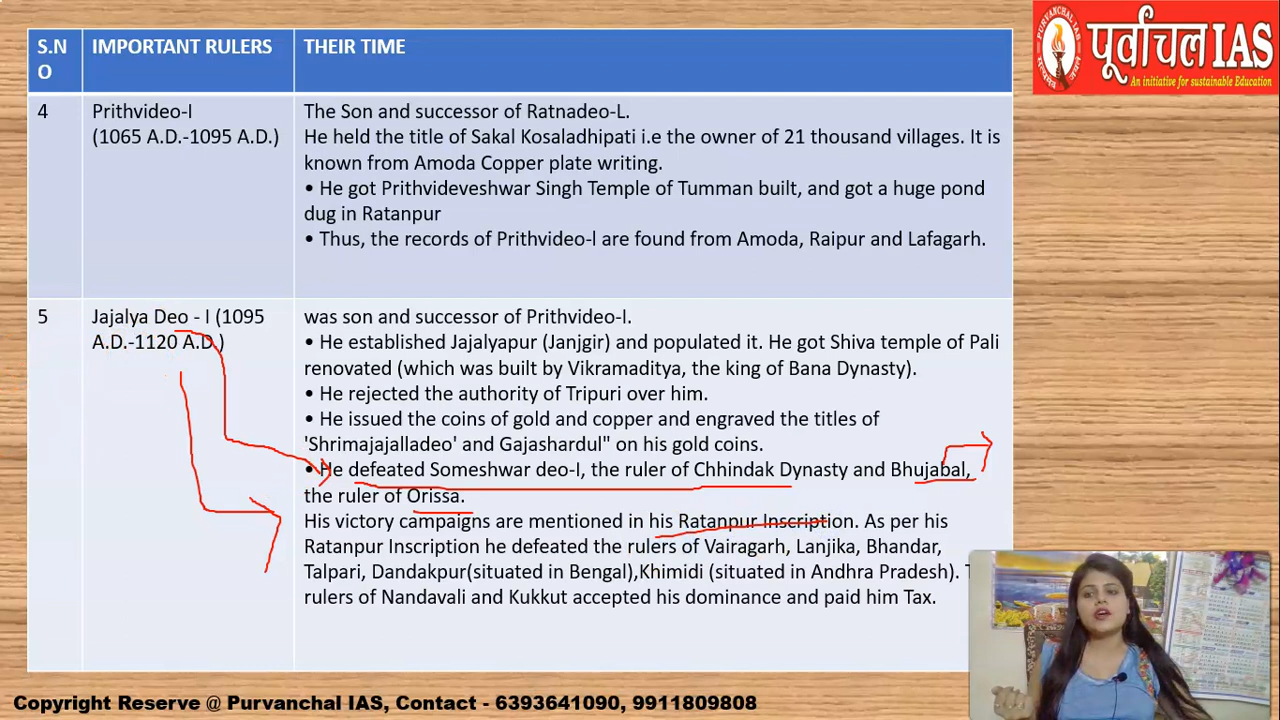 S.N
O
IMPORTANT RULERS
THEIR TIME
पूर्वांचल IAS
PURVANCHAL IAS
An initiative for sustainable Education
4
Prithvideo-I
(1065 A.D.-1095 A.D.)
The Son and successor of Ratnadeo-L.
He held the title of Sakal Kosaladhipati i.e the owner of 21 thousand villages. It is
known from Amoda Copper plate writing.
• He got Prithvideveshwar Singh Temple of Tumman built, and got a huge pond
dug in Ratanpur
• Thus, the records of Prithvideo-l are found from Amoda, Raipur and Lafagarh.
5
Jajalya Deo - I (1095
A.D.-1120 A.D.)
was son and successor of Prithvideo-I.
• He established Jajalyapur (Janjgir) and populated it. He got Shiva temple of Pali
renovated (which was built by Vikramaditya, the king of Bana Dynasty).
• He rejected the authority of Tripuri over him.
• He issued the coins of gold and copper and engraved the titles of
'Shrimajajalladeo' and Gajashardul" on his gold coins.
• He defeated Someshwar deo-I, the ruler of Chhindak Dynasty and Bhujabal,
the ruler of Orissa.
His victory campaigns are mentioned in his Ratanpur Inscription. As per his
Ratanpur Inscription he defeated the rulers of Vairagarh, Lanjika, Bhandar,
Talpari, Dandakpur(situated in Bengal),Khimidi (situated in Andhra Pradesh).
rulers of Nandavali and Kukkut accepted his dominance and paid him Tax.
Copyright Reserve @ Purvanchal IAS, Contact - 6393641090, 9911809808